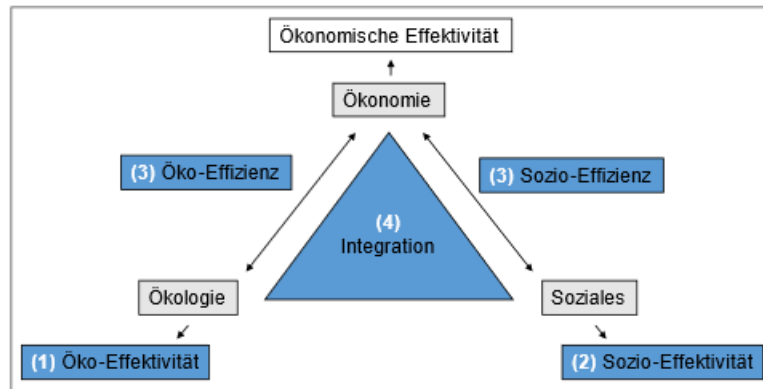 Ökonomische Effektivität
Ökonomie
(3) Öko-Effizienz
(3) Sozio-Effizienz
(4)
Integration
Ökologie
Soziales
(1) Öko-Effektivität
(2) Sozio-Effektivität